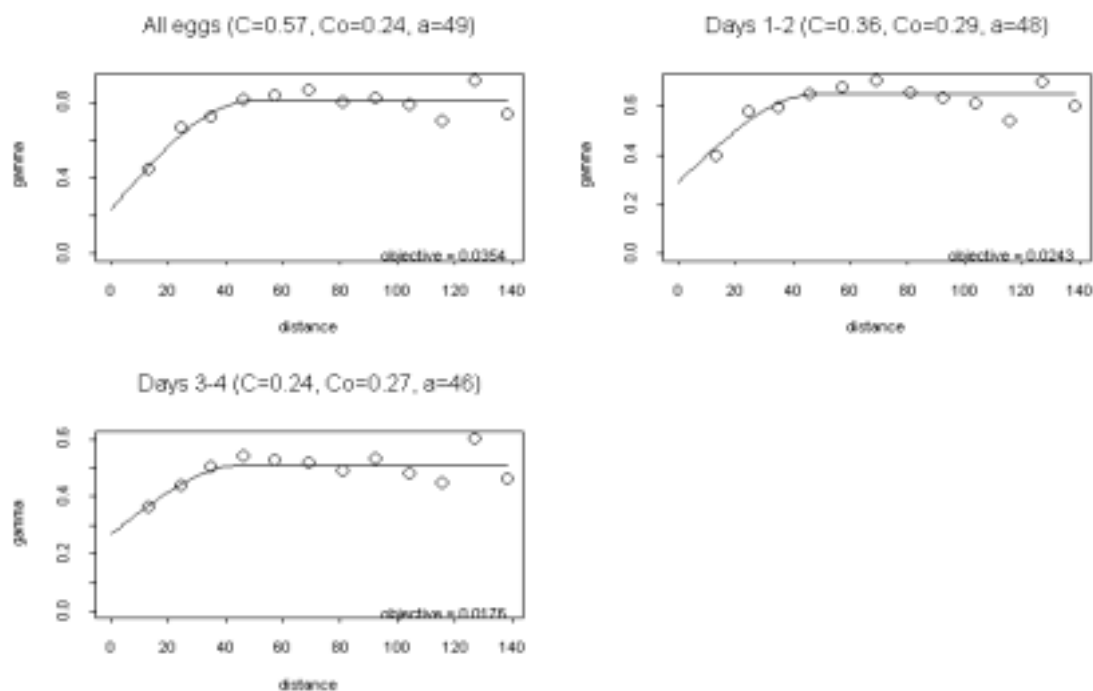 All eggs (C=0.57, Co=0.24, a=49)
gamma
0.0 0.4 0.8
objective = 0.0354
0 20 40 60 80 100 120 140
distance
Days 1-2 (C=0.36, Co=0.29, a=48)
gamma
0.0 0.2 0.4 0.6
objective = 0.0243
0 20 40 60 80 100 120 140
distance
Days 3-4 (C=0.24, Co=0.27, a=46)
gamma
0.0 0.2 0.4 0.6
objective = 0.0176
0 20 40 60 80 100 120 140
distance